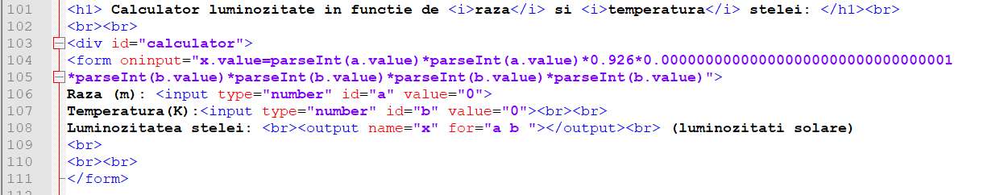 101 <h1> Calculator luminozitate in functie de <i>raza</i> si <i>temperatura</i> stelei: </h1><br>
102 <br><br>
103 <div id="calculator">
104 <form oninput="x.value=parseInt(a.value)*parseInt(a.value)*0.926*0.000000000000000000000000000000001
105 *parseInt(b.value)*parseInt(b.value)*parseInt(b.value)*parseInt(b.value)">
106 Raza (m): <input type="number" id="a" value="0">
107 Temperatura(K):<input type="number" id="b" value="0"><br><br>
108 Luminozitatea stelei: <br><output name="x" for="a b "></output><br> (luminozitati solare)
109 <br>
110 <br><br>
111 </form>